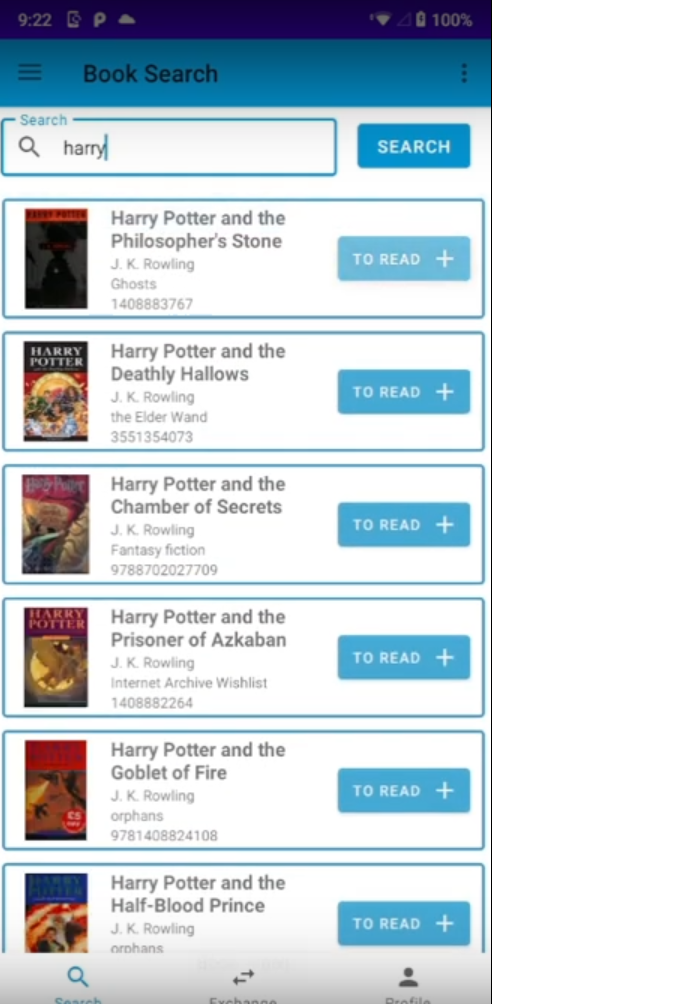 9:22 100%
Book Search
Search
harry
SEARCH
HARRY POTTER
Harry Potter and the
Philosopher's Stone
J. K. Rowling
Ghosts
1408883767
TO READ +
HARRY
POTTER
Harry Potter and the
Deathly Hallows
J. K. Rowling
the Elder Wand
3551354073
TO READ +
Harry Potter
Harry Potter and the
Chamber of Secrets
J. K. Rowling
Fantasy fiction
9788702027709
TO READ +
HARRY
POTTER
Harry Potter and the
Prisoner of Azkaban
J. K. Rowling
Internet Archive Wishlist
1408882264
TO READ +
Harry Potter and the
Goblet of Fire
J. K. Rowling
orphans
9781408824108
TO READ +
HARRY
POTTER
Harry Potter and the
Half-Blood Prince
J. K. Rowling
orphans
TO READ +
Search
Exchange
Profile